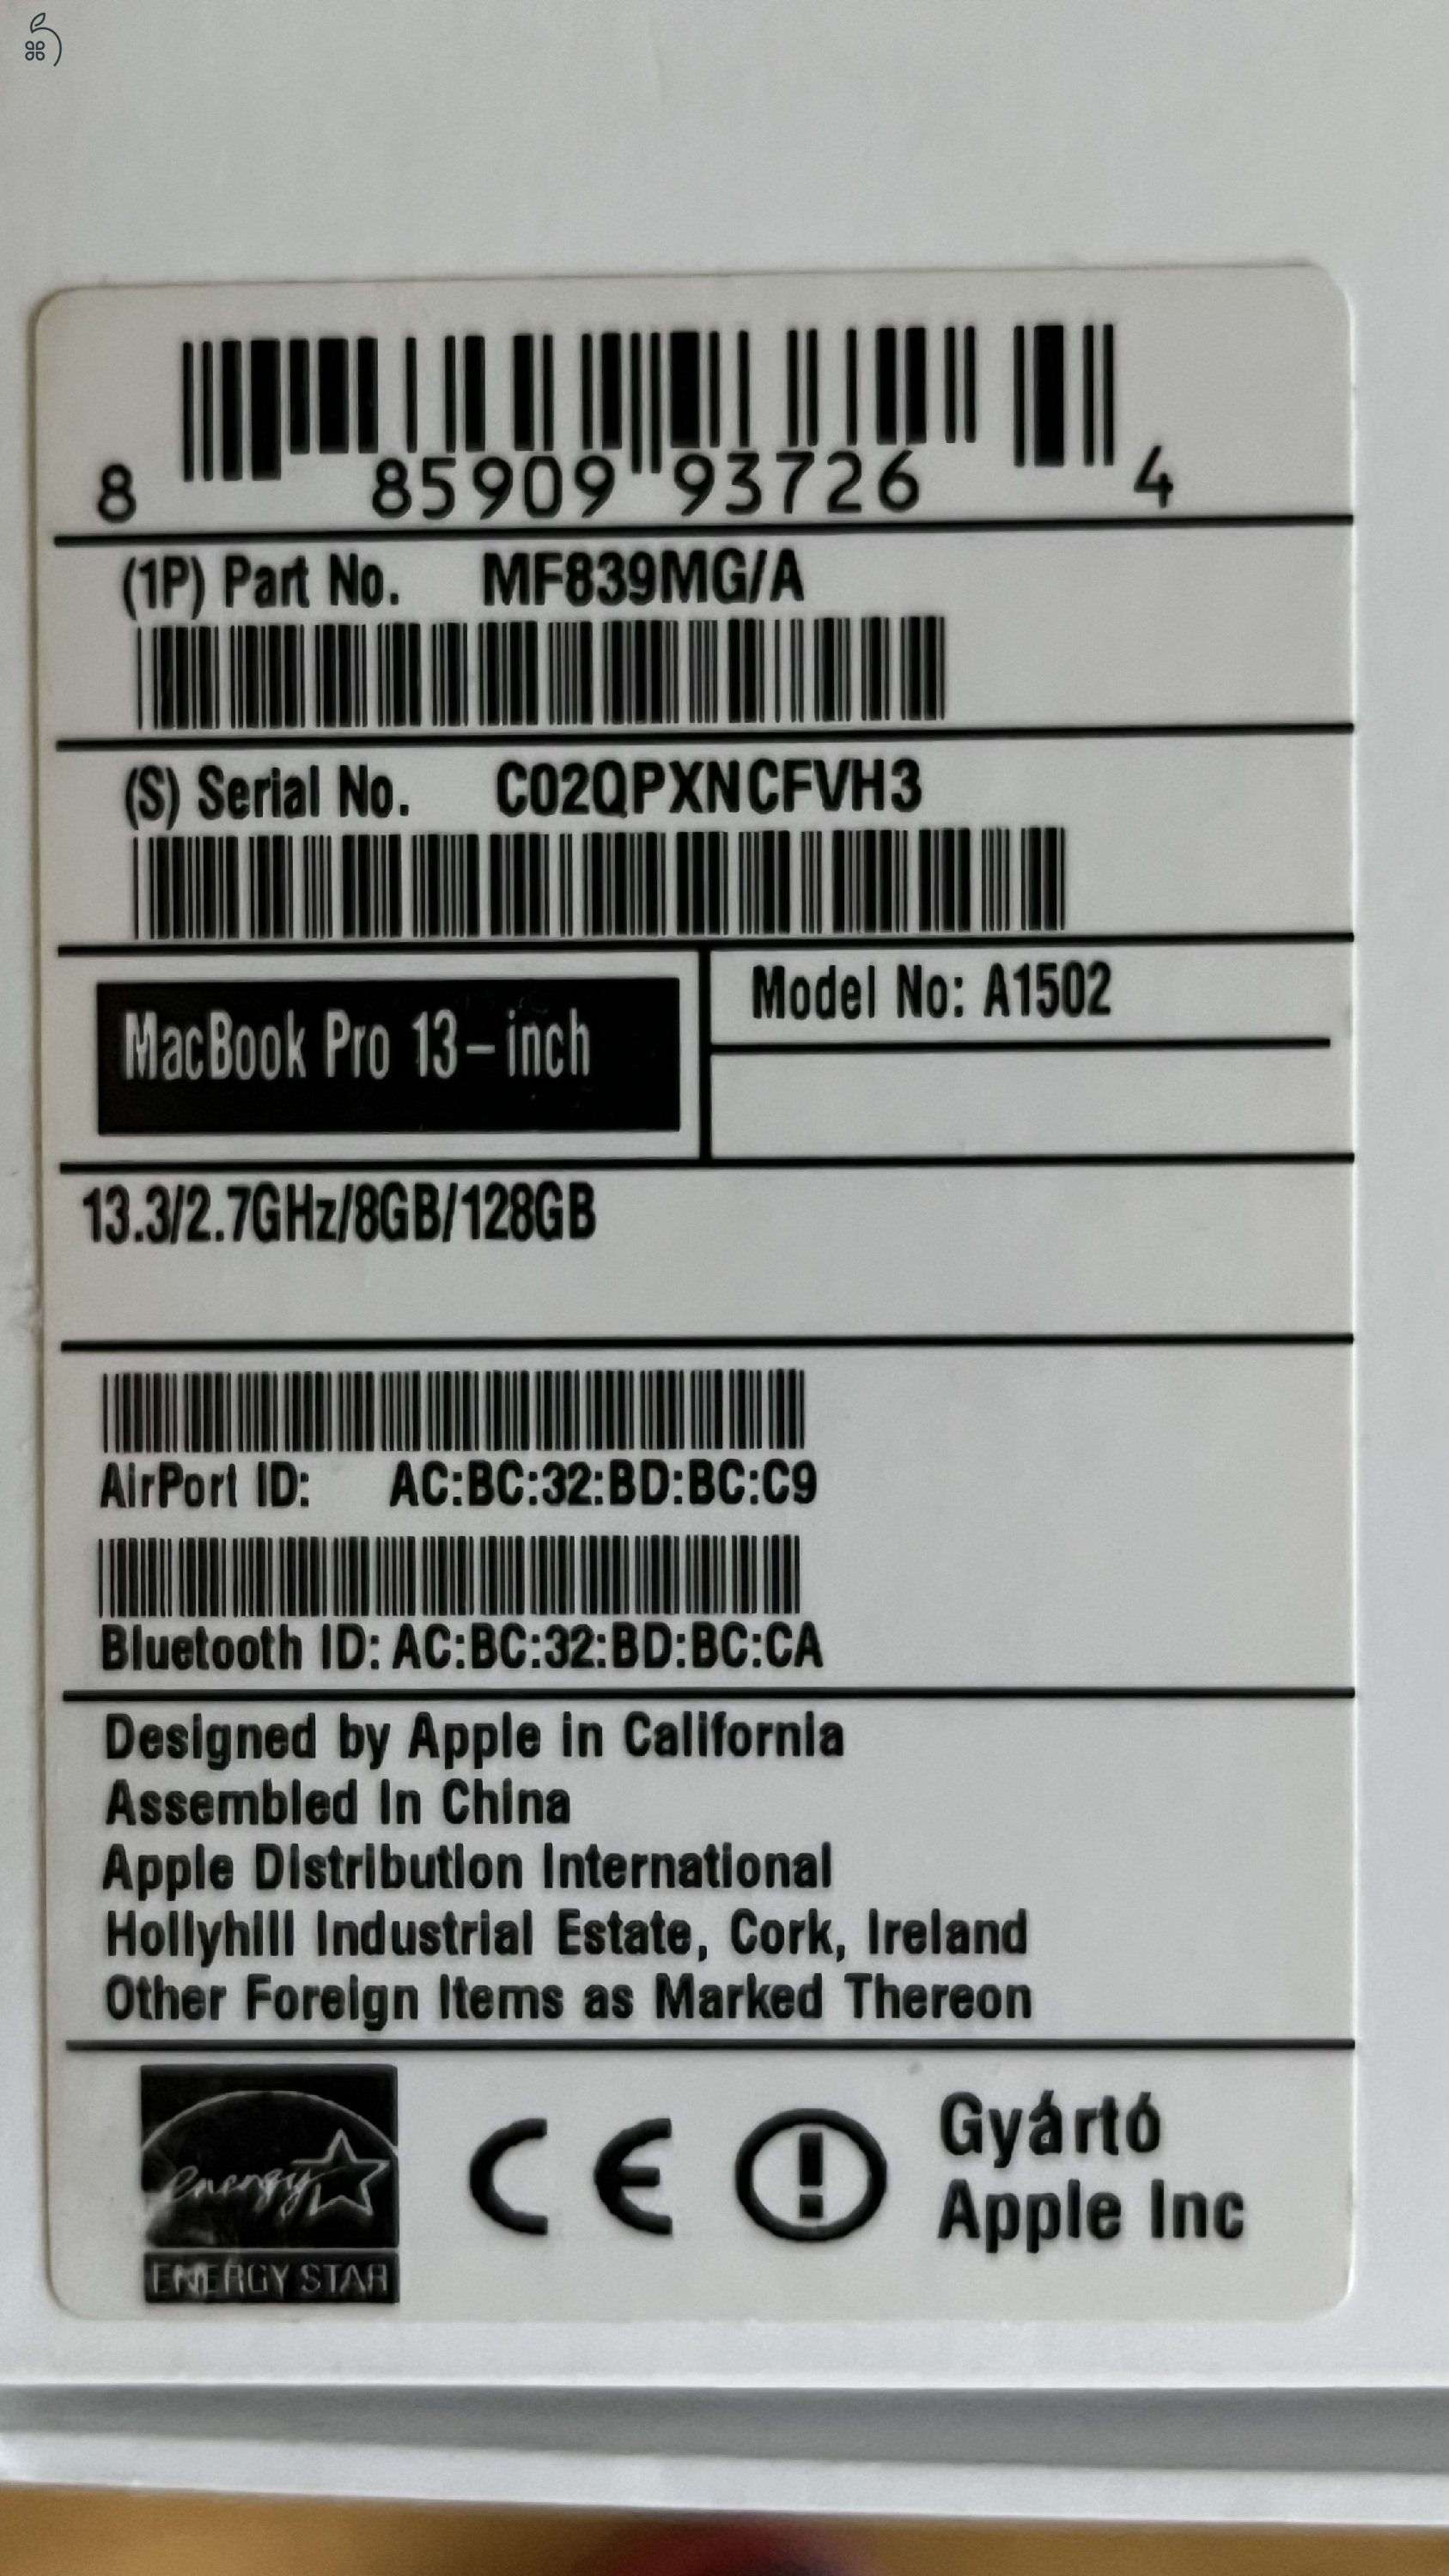 8 85909 93726 4
(1P) Part No. MF839MG/A
(S) Serial No. C02QPXNCFVH3
MacBook Pro 13-inch
Model No: A1502
13.3/2.7GHz/8GB/128GB
AirPort ID: AC:BC:32:BD:BC:C9
Bluetooth ID: AC:BC:32:BD:BC:CA
Designed by Apple in California
Assembled In China
Apple Distribution International
Hollyhill Industrial Estate, Cork, Ireland
Other Foreign Items as Marked Thereon
energy
ENERGY STAR
CE
Gyártó
Apple Inc